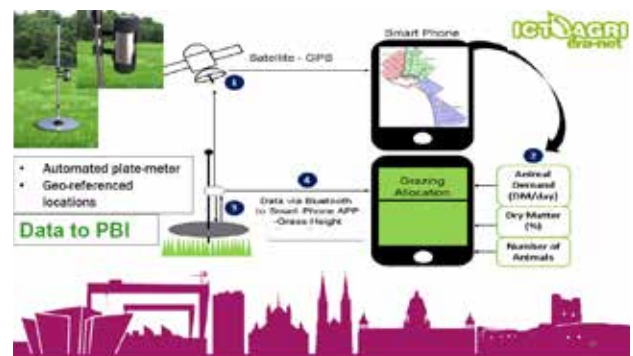 Smart Phone
ICT AGRI
era-net
Satellite - GPS
1
2
Automated plate-meter
Geo-referenced
locations
Data to PBI
4
Data via Bluetooth
to Smart Phone APP
-Grass Height
Grazing
Allocation
Animal
Demand
(DM/day)
Dry Matter
(%)
Number of
Animals